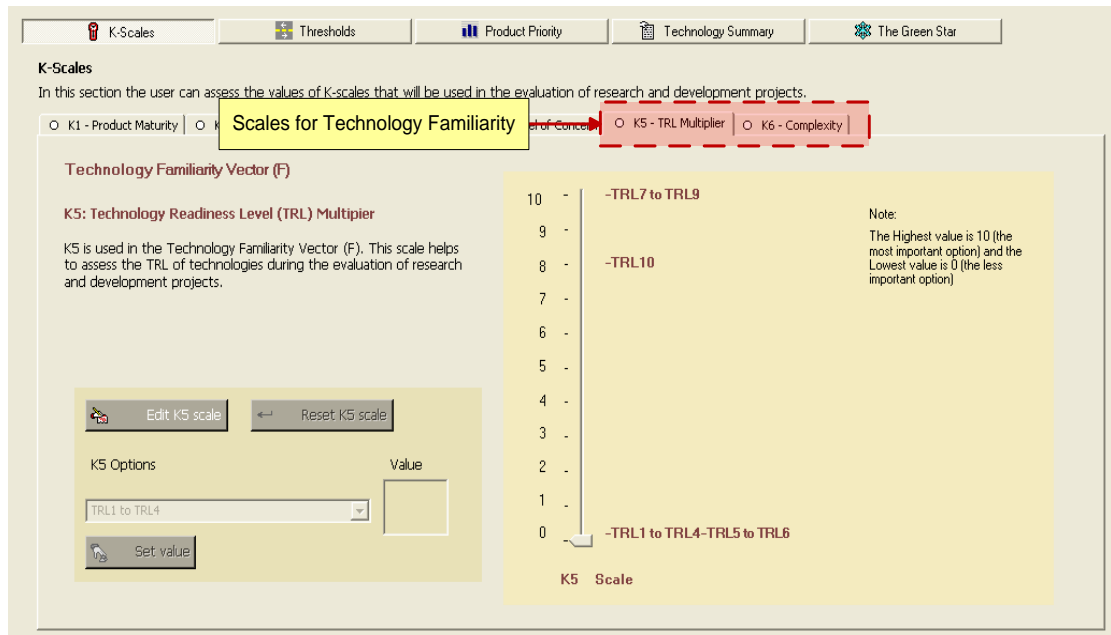 K-Scales
Thresholds
Product Priority
Technology Summary
The Green Star
K-Scales
In this section the user can assess the values of K-scales that will be used in the evaluation of research and development projects.
K1 - Product Maturity
K
Scales for Technology Familiarity
el of Concer
K5 - TRL Multiplier
K6 - Complexity
Technology Familiarity Vector (F)
K5: Technology Readiness Level (TRL) Multipier
K5 is used in the Technology Familiarity Vector (F). This scale helps
to assess the TRL of technologies during the evaluation of research
and development projects.
Edit K5 scale
Reset K5 scale
K5 Options
Value
TRL1 to TRL4
Set value
10 - -TRL7 to TRL9
9 -
8 - -TRL10
7 -
6 -
5 -
4 -
3 -
2 -
1 -
0 - -TRL1 to TRL4-TRL5 to TRL6
K5 Scale
Note:
The Highest value is 10 (the
most important option) and the
Lowest value is 0 (the less
important option)